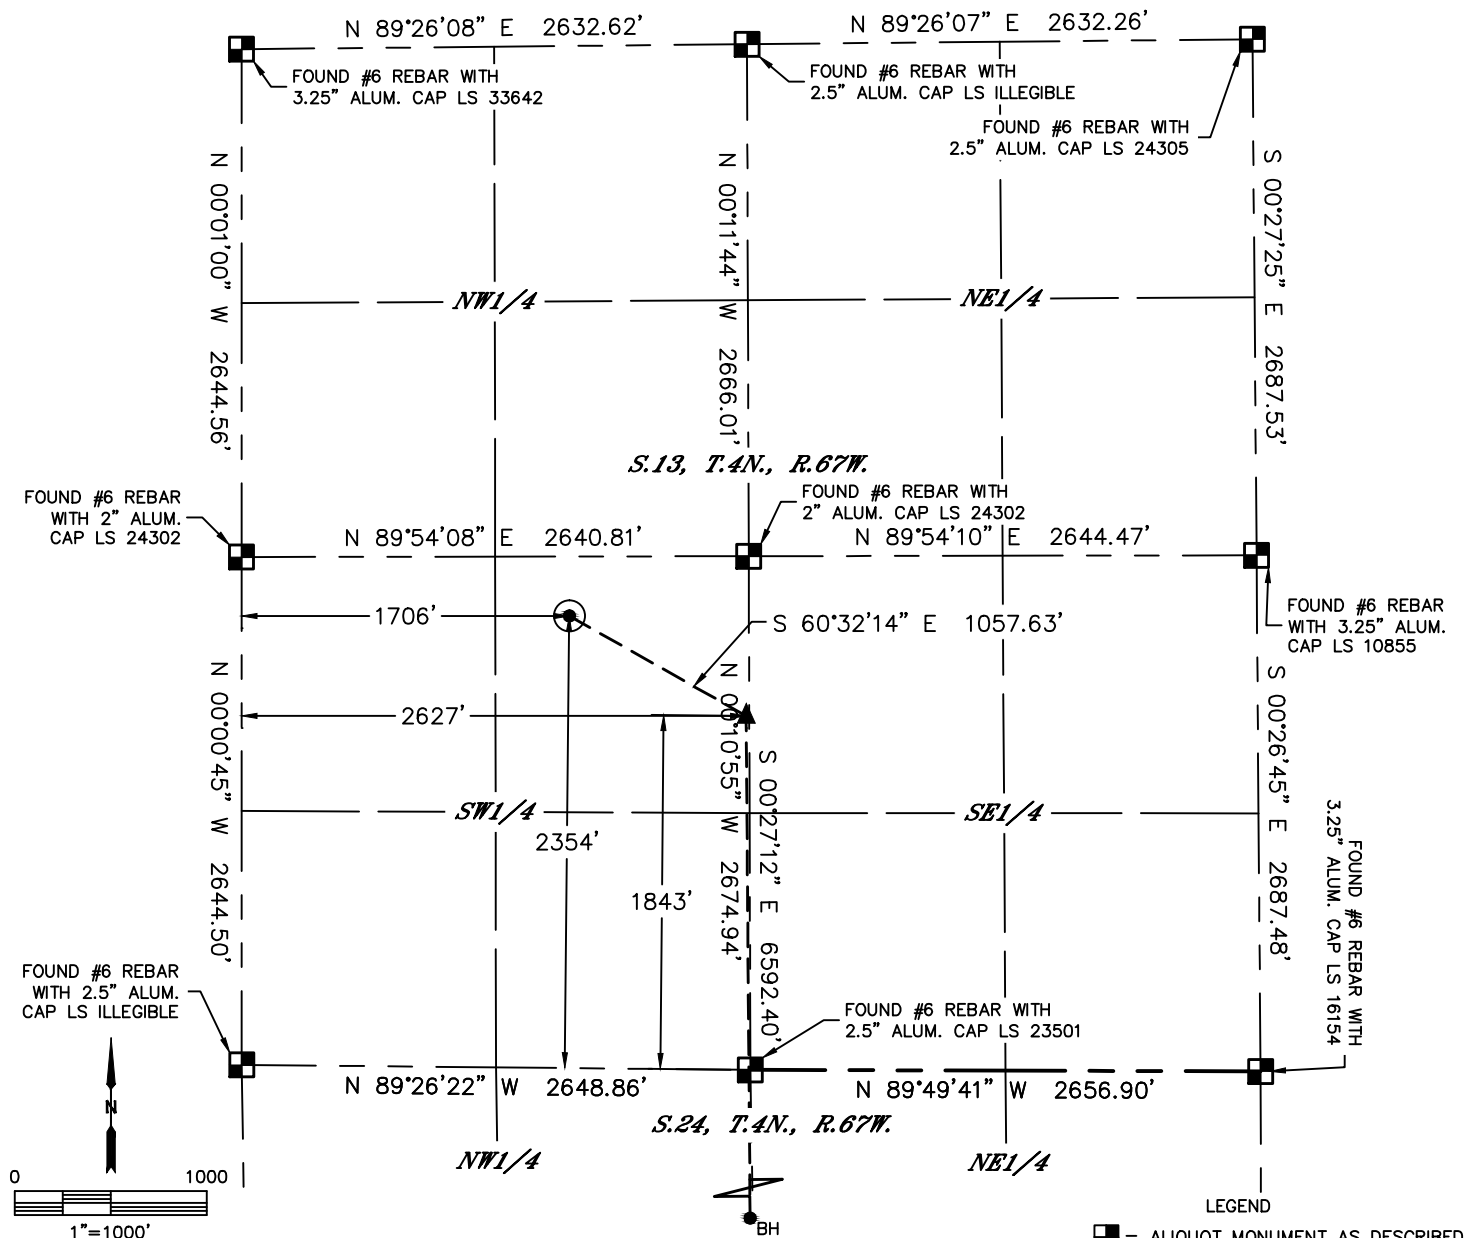 N 89°26'08" E 2632.62'
N 89°26'07" E 2632.26'
FOUND #6 REBAR WITH
3.25" ALUM. CAP LS 33642
FOUND #6 REBAR WITH
2.5" ALUM. CAP LS ILLEGIBLE
FOUND #6 REBAR WITH
2.5" ALUM. CAP LS 24305
N 00°01'00" W 2644.56'
N 00°11'44" W 2666.01'
S 00°27'25" E 2687.53'
NW1/4
NE1/4
S.13, T.4N., R.67W.
FOUND #6 REBAR
WITH 2" ALUM.
CAP LS 24302
FOUND #6 REBAR WITH
2" ALUM. CAP LS 24302
N 89°54'08" E 2640.81'
N 89°54'10" E 2644.47'
1706'
S 60°32'14" E 1057.63'
FOUND #6 REBAR
WITH 3.25" ALUM.
CAP LS 10855
2627'
N 00°00'45" W 2644.50'
N 00°10'55" W 2674.94'
S 00°27'12" E 6592.40'
S 00°26'45" E 2687.48'
SW1/4
SE1/4
2354'
1843'
FOUND #6 REBAR WITH
3.25" ALUM. CAP LS 16154
FOUND #6 REBAR
WITH 2.5" ALUM.
CAP LS ILLEGIBLE
FOUND #6 REBAR WITH
2.5" ALUM. CAP LS 23501
N 89°26'22" W 2648.86'
N 89°49'41" W 2656.90'
S.24, T.4N., R.67W.
N
NW1/4
NE1/4
0 1000
1"=1000'
BH
LEGEND
= ALIQUOT MONUMENT AS DESCRIBED